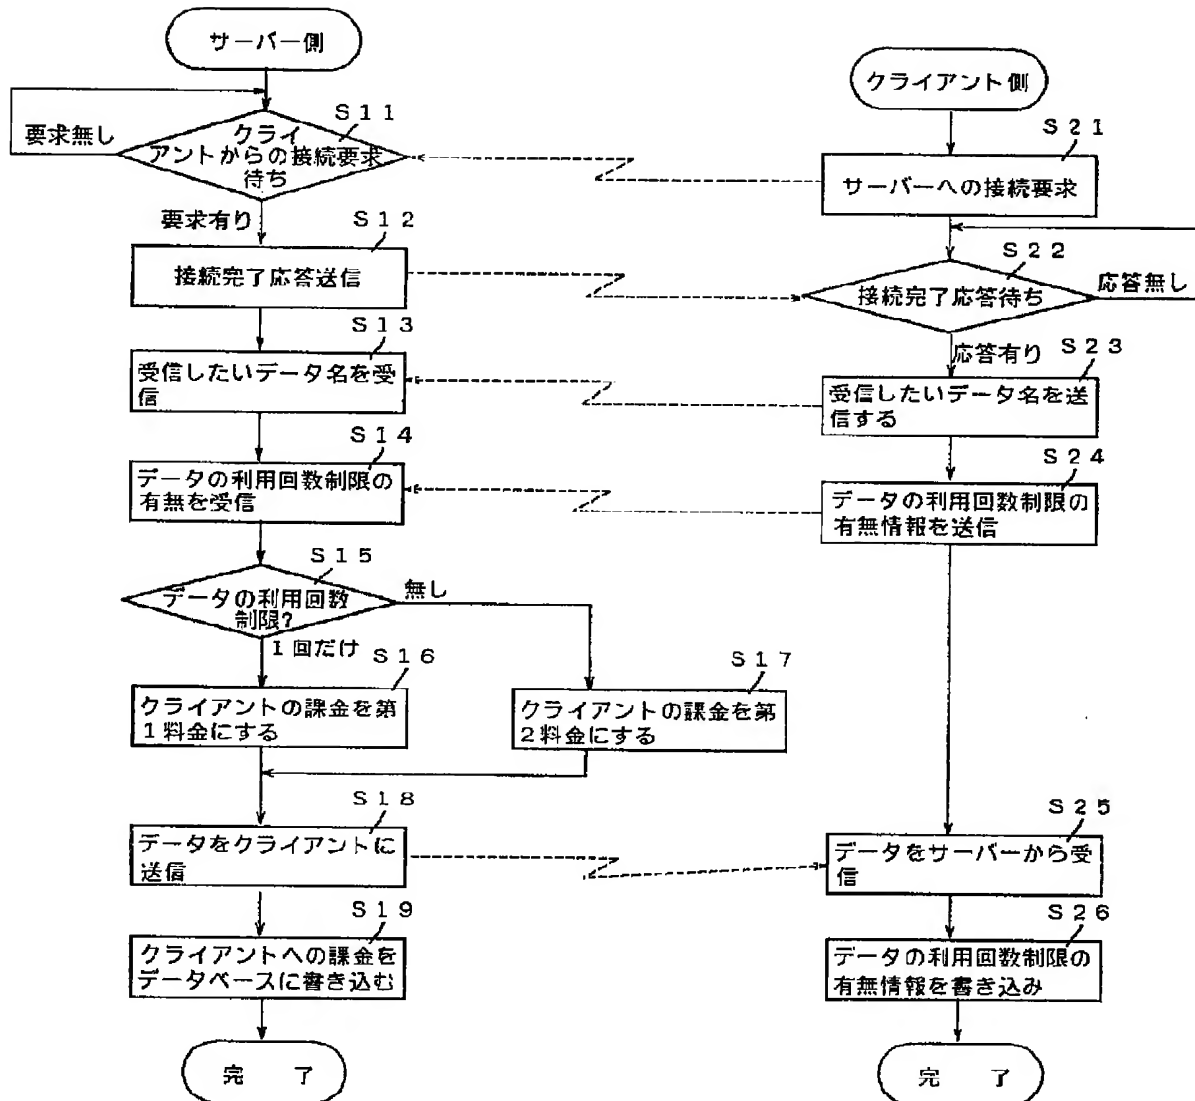 サーバー側
S11
要求無し
クライ
アントからの接続要求
待ち
要求有り
S12
接続完了応答送信
S13
受信したいデータ名を受
信
S14
データの利用回数制限の
有無を受信
S15
データの利用回数
制限?
無し
1回だけ
S16
クライアントの課金を第
1料金にする
S17
クライアントの課金を第
2料金にする
S18
データをクライアントに
送信
S19
クライアントへの課金を
データベースに書き込む
完 了
クライアント側
S21
サーバーへの接続要求
S22
接続完了応答待ち
応答無し
応答有り
S23
受信したいデータ名を送
信する
S24
データの利用回数制限の
有無情報を送信
S25
データをサーバーから受
信
S26
データの利用回数制限の
有無情報を書き込み
完 了